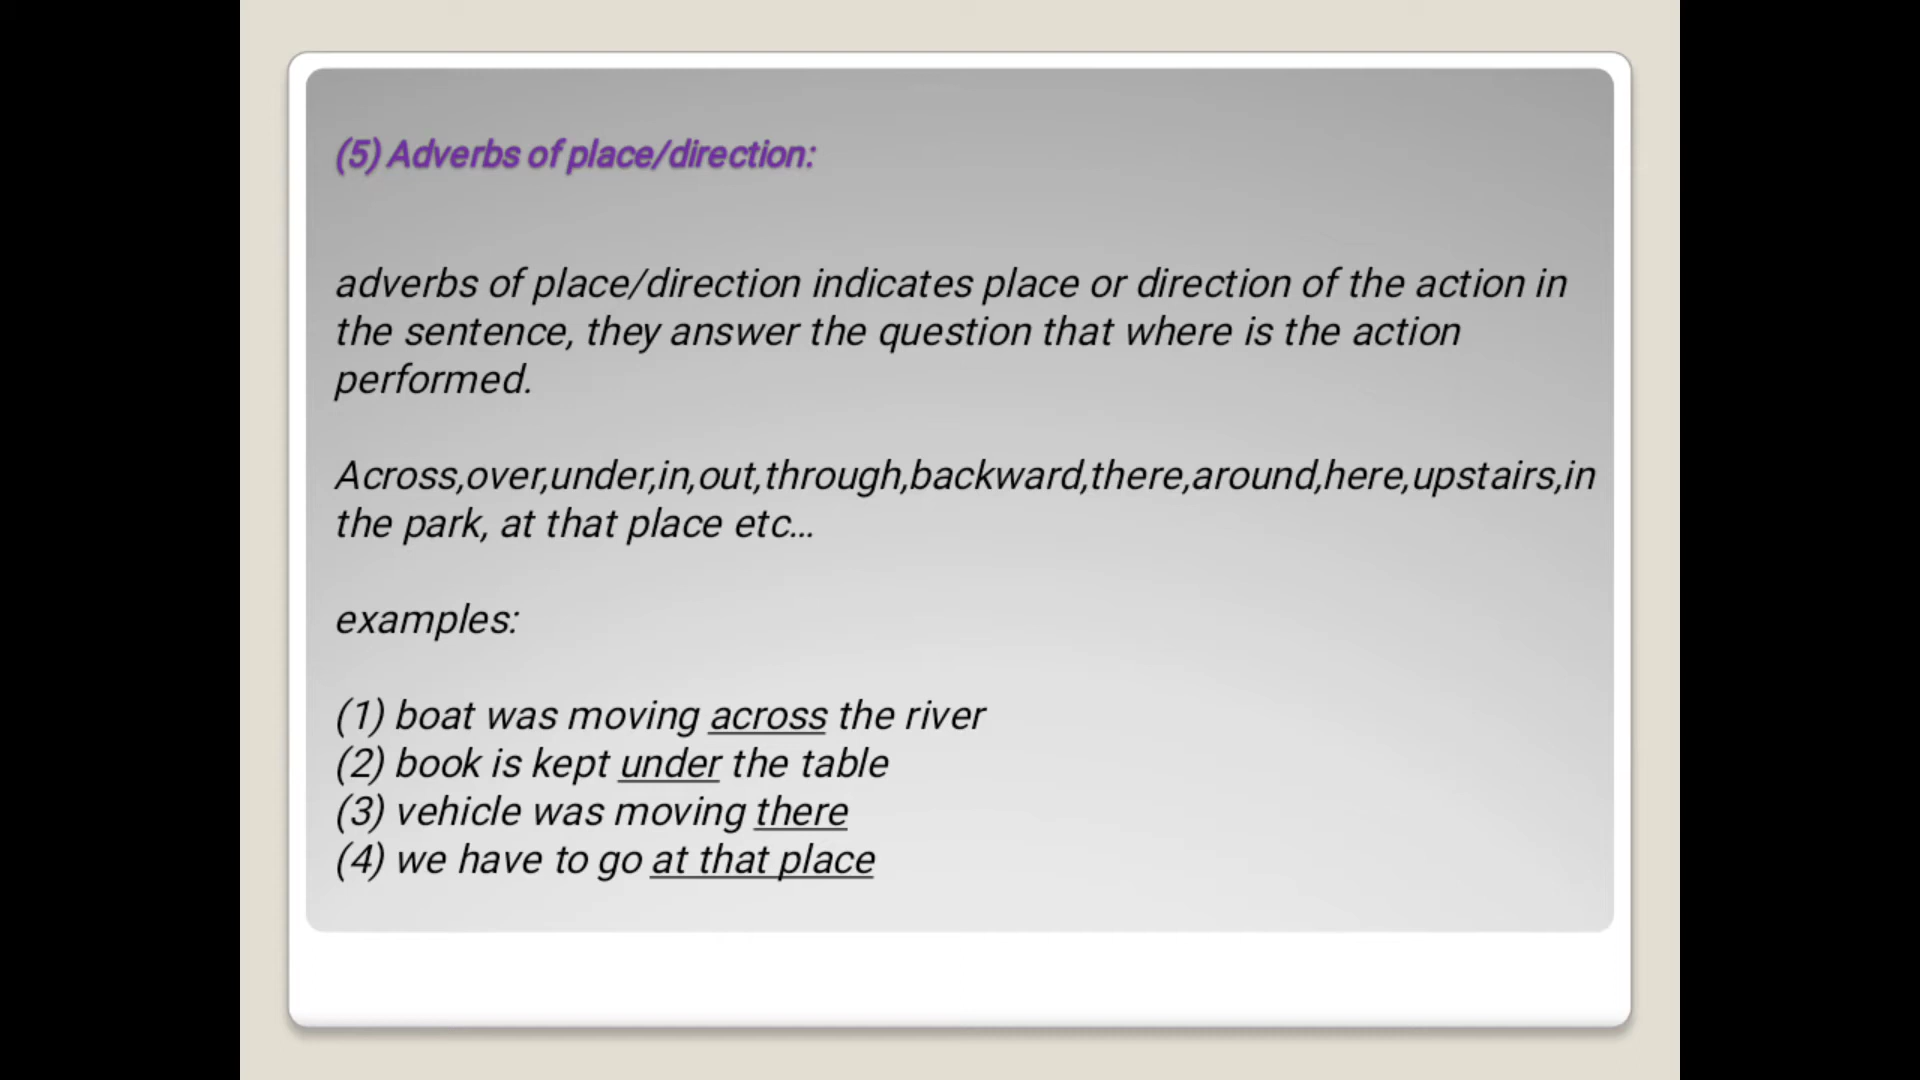 (5) Adverbs of place/direction:
adverbs of place/direction indicates place or direction of the action in
the sentence, they answer the question that where is the action
performed.
Across,over,under,in,out,through,backward,there,around,here,upstairs,in
the park, at that place etc...
examples:
(1) boat was moving across the river
(2) book is kept under the table
(3) vehicle was moving there
(4) we have to go at that place